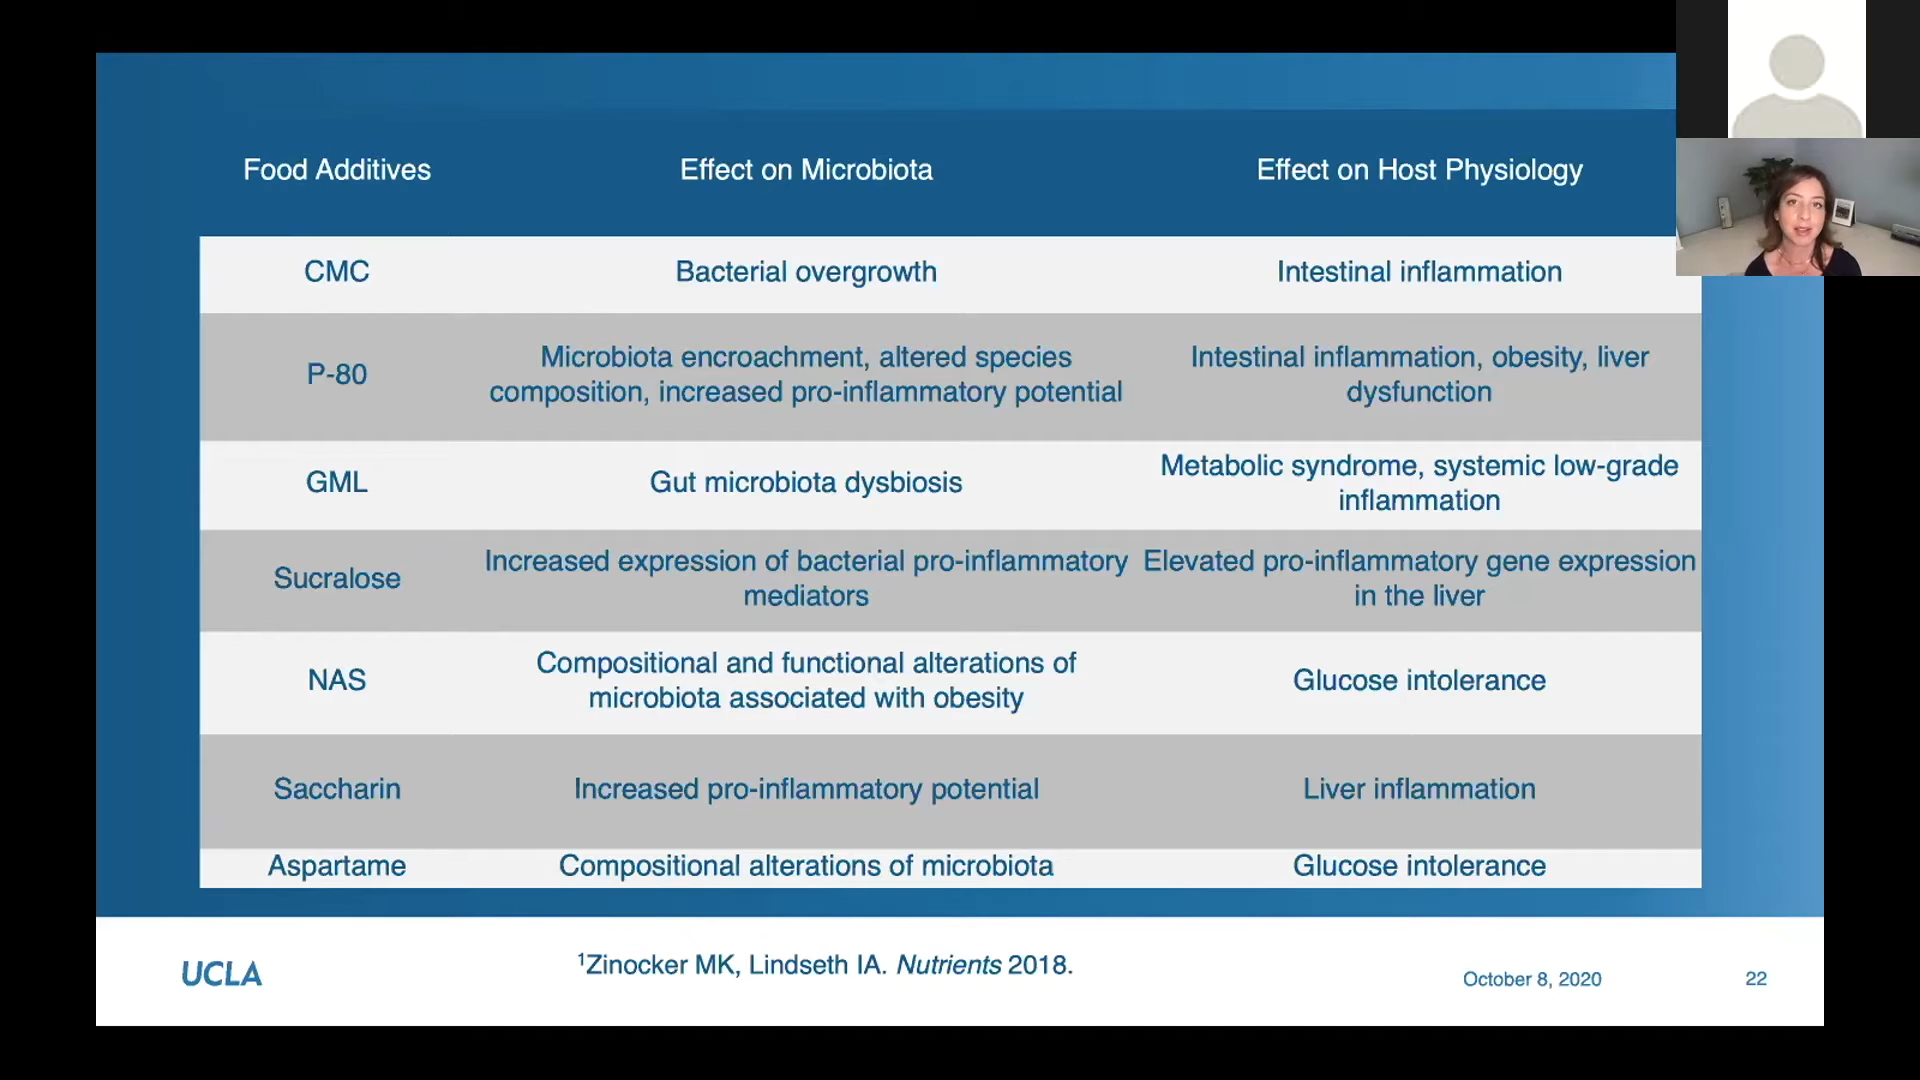 Food Additives
Effect on Microbiota
Effect on Host Physiology
CMC
Bacterial overgrowth
Intestinal inflammation
P-80
Microbiota encroachment, altered species
composition, increased pro-inflammatory potential
Intestinal inflammation, obesity, liver
dysfunction
GML
Gut microbiota dysbiosis
Metabolic syndrome, systemic low-grade
inflammation
Sucralose
Increased expression of bacterial pro-inflammatory
mediators
Elevated pro-inflammatory gene expression
in the liver
NAS
Compositional and functional alterations of
microbiota associated with obesity
Glucose intolerance
Saccharin
Increased pro-inflammatory potential
Liver inflammation
Aspartame
Compositional alterations of microbiota
Glucose intolerance
UCLA
¹Zinocker MK, Lindseth IA. Nutrients 2018.
October 8, 2020
22